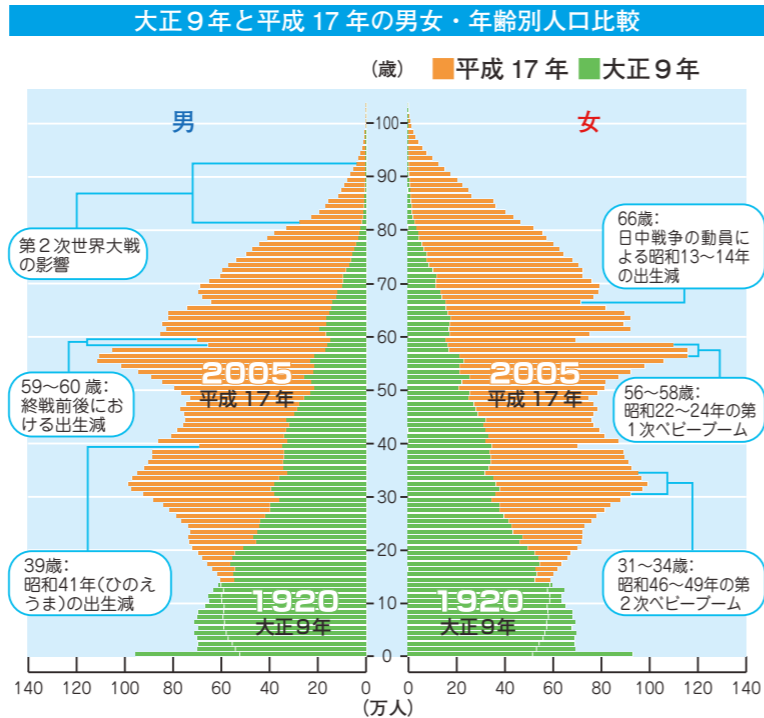 大正9年と平成 17 年の男女・年齢別人口比較
(歳)
平成 17 年
大正9年
男
女
100
90
80
70
60
50
40
30
20
10
0
第2次世界大戦
の影響
66歳:
日中戦争の動員に
よる昭和13〜14年
の出生減
59〜60 歳:
終戦前後にお
ける出生減
56〜58歳:
昭和22〜24年の第
1次ベビーブーム
39歳:
昭和41年(ひのえ
うま)の出生減
31〜34歳:
昭和46〜49年の第
2次ベビーブーム
2005
平成 17年
2005
平成 17年
1920
大正9年
1920
大正9年
140 120 100 80 60 40 20 0
0 20 40 60 80 100 120 140
(万人)